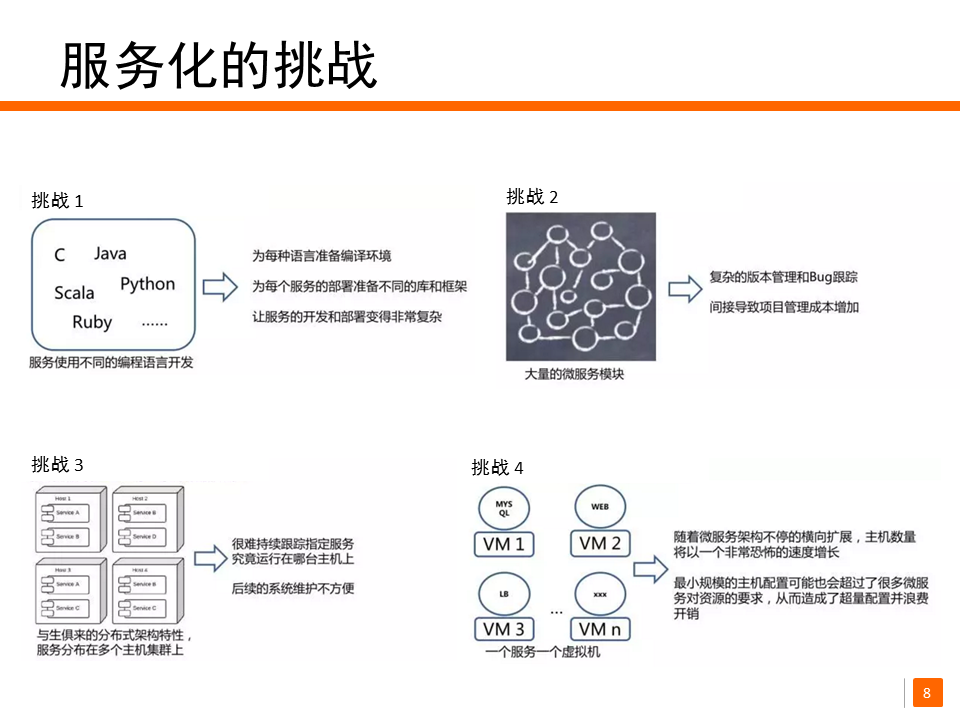 服务化的挑战
挑战 1
C Java
Scala Python
Ruby ......
服务使用不同的编程语言开发
为每种语言准备编译环境
为每个服务的部署准备不同的库和框架
让服务的开发和部署变得非常复杂
挑战 2
大量的微服务模块
复杂的版本管理和Bug跟踪
间接导致项目管理成本增加
挑战 3
Host 1
Service A
Service B
Host 2
Service B
Service D
Host 3
Service A
Service C
Host 4
Service B
Service C
与生俱来的分布式架构特性，
服务分布在多个主机集群上
很难持续跟踪指定服务
究竟运行在哪台主机上
后续的系统维护不方便
挑战 4
MYS
QL
VM 1
WEB
VM 2
LB
VM 3
...
xxx
VM n
一个服务一个虚拟机
随着微服务架构不停的横向扩展，主机数量
将以一个非常恐怖的速度增长
最小规模的主机配置可能也会超过了很多微服
务对资源的要求，从而造成了超量配置并浪费
开销
8